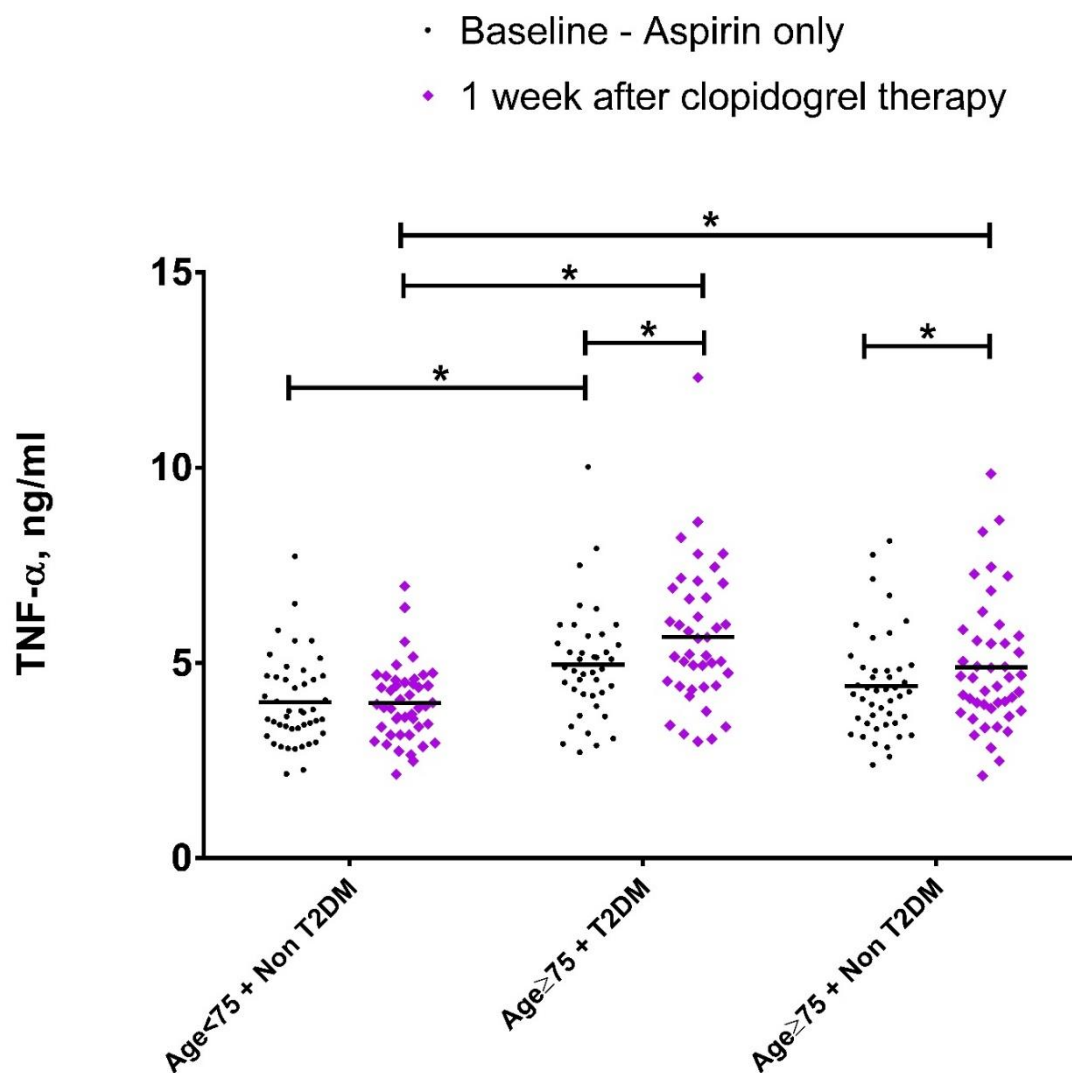 Baseline - Aspirin only
1 week after clopidogrel therapy
*
*
*
*
*
15
10
5
0
TNF-α, ng/ml
Age<75 + Non T2DM
Age≥75 + T2DM
Age≥75 + Non T2DM